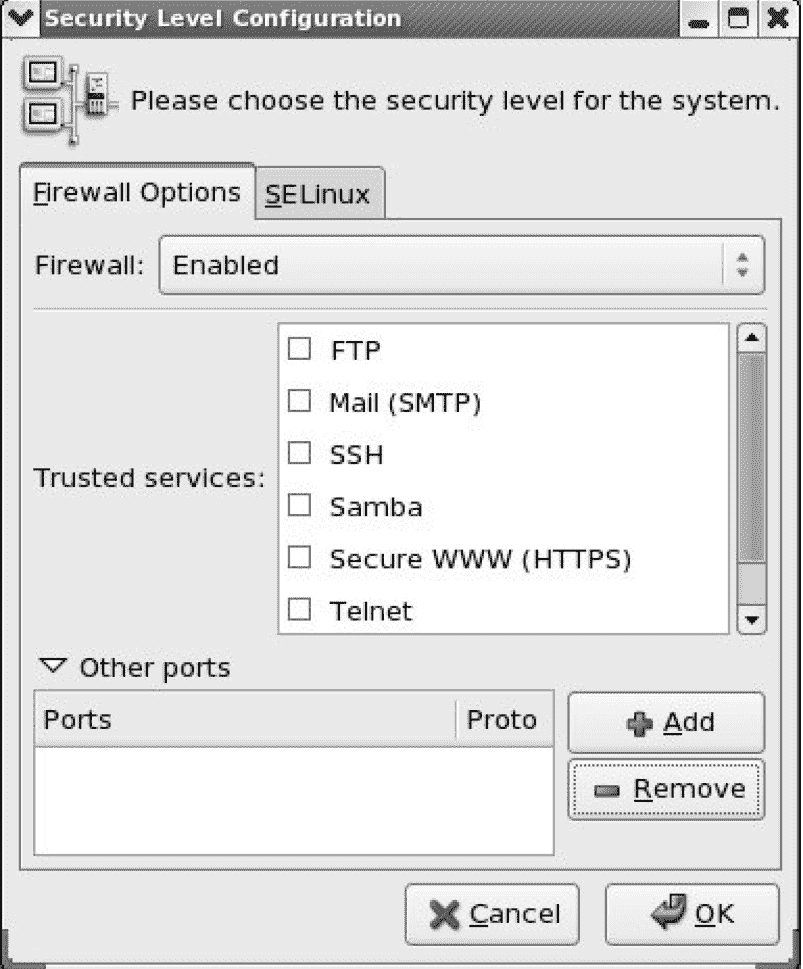 Security Level Configuration
Please choose the security level for the system.
Firewall Options
SELinux
Firewall: Enabled
Trusted services:
FTP
Mail (SMTP)
SSH
Samba
Secure WWW (HTTPS)
Telnet
Other ports
Ports Proto
Add
Remove
Cancel
OK